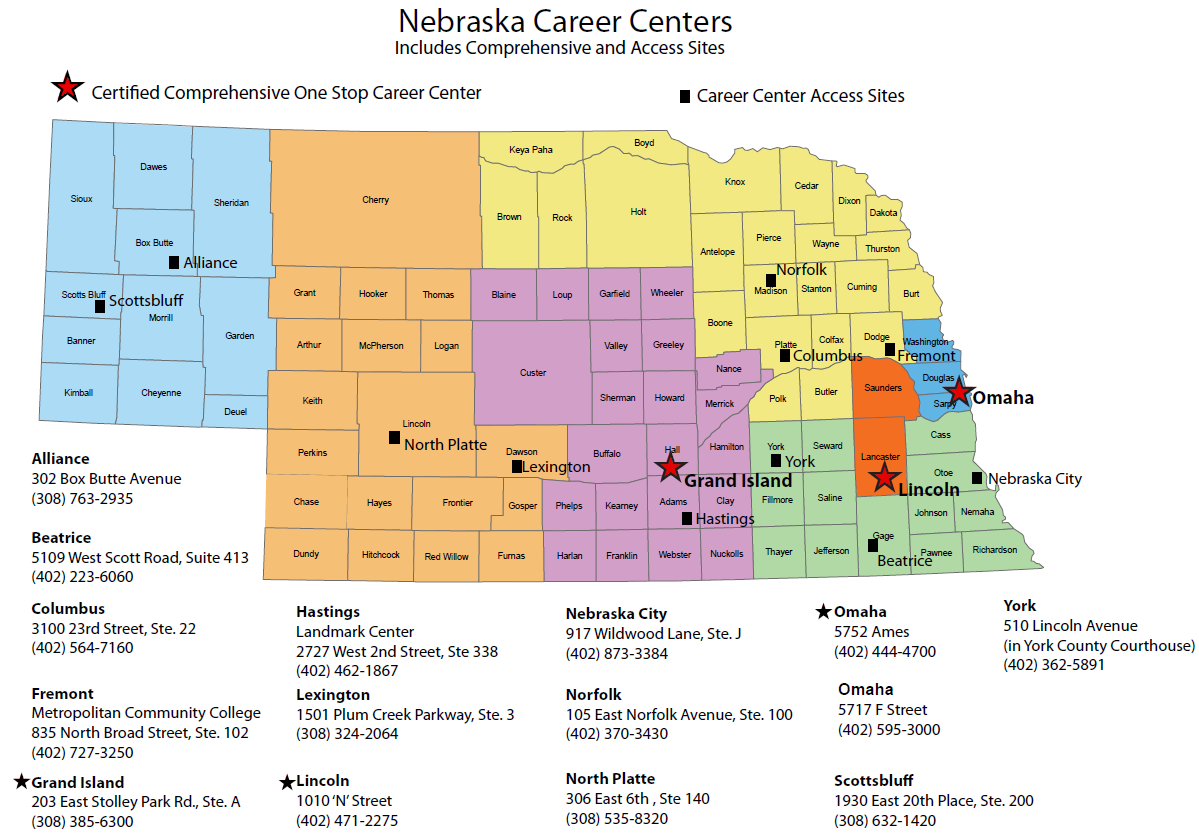 Nebraska Career Centers
Includes Comprehensive and Access Sites
Certified Comprehensive One Stop Career Center
Career Center Access Sites
Sioux
Dawes
Sheridan
Box Butte
Alliance
Scotts Bluff
Scottsbluff
Morrill
Banner
Garden
Kimball
Cheyenne
Deuel
Cherry
Grant
Hooker
Thomas
Arthur
McPherson
Logan
Keith
Lincoln
North Platte
Perkins
Dawson
Lexington
Chase
Hayes
Frontier
Gosper
Dundy
Hitchcock
Red Willow
Furnas
Keya Paha
Boyd
Brown
Rock
Holt
Knox
Cedar
Dixon
Dakota
Antelope
Pierce
Wayne
Thurston
Norfolk
Madison
Stanton
Cuming
Burt
Boone
Platte
Columbus
Colfax
Dodge
Fremont
Polk
Butler
Blaine
Loup
Garfield
Wheeler
Custer
Valley
Greeley
Nance
Sherman
Howard
Merrick
Buffalo
Hall
Grand Island
Hamilton
Phelps
Kearney
Adams
Hastings
Clay
Harlan
Franklin
Webster
Nuckolls
Washington
Douglas
Sarpy
Omaha
Saunders
Lancaster
Lincoln
York
York
Seward
Cass
Otoe
Nebraska City
Fillmore
Saline
Johnson
Nemaha
Thayer
Jefferson
Gage
Beatrice
Pawnee
Richardson
Alliance
302 Box Butte Avenue
(308) 763-2935
Beatrice
5109 West Scott Road, Suite 413
(402) 223-6060
Columbus
3100 23rd Street, Ste. 22
(402) 564-7160
Fremont
Metropolitan Community College
835 North Broad Street, Ste. 102
(402) 727-3250
Grand Island
203 East Stolley Park Rd., Ste. A
(308) 385-6300
Hastings
Landmark Center
2727 West 2nd Street, Ste 338
(402) 462-1867
Lexington
1501 Plum Creek Parkway, Ste. 3
(308) 324-2064
Lincoln
1010 ‘N’ Street
(402) 471-2275
Nebraska City
917 Wildwood Lane, Ste. J
(402) 873-3384
Norfolk
105 East Norfolk Avenue, Ste. 100
(402) 370-3430
North Platte
306 East 6th , Ste 140
(308) 535-8320
Omaha
5752 Ames
(402) 444-4700
Omaha
5717 F Street
(402) 595-3000
Scottsbluff
1930 East 20th Place, Ste. 200
(308) 632-1420
York
510 Lincoln Avenue
(in York County Courthouse)
(402) 362-5891